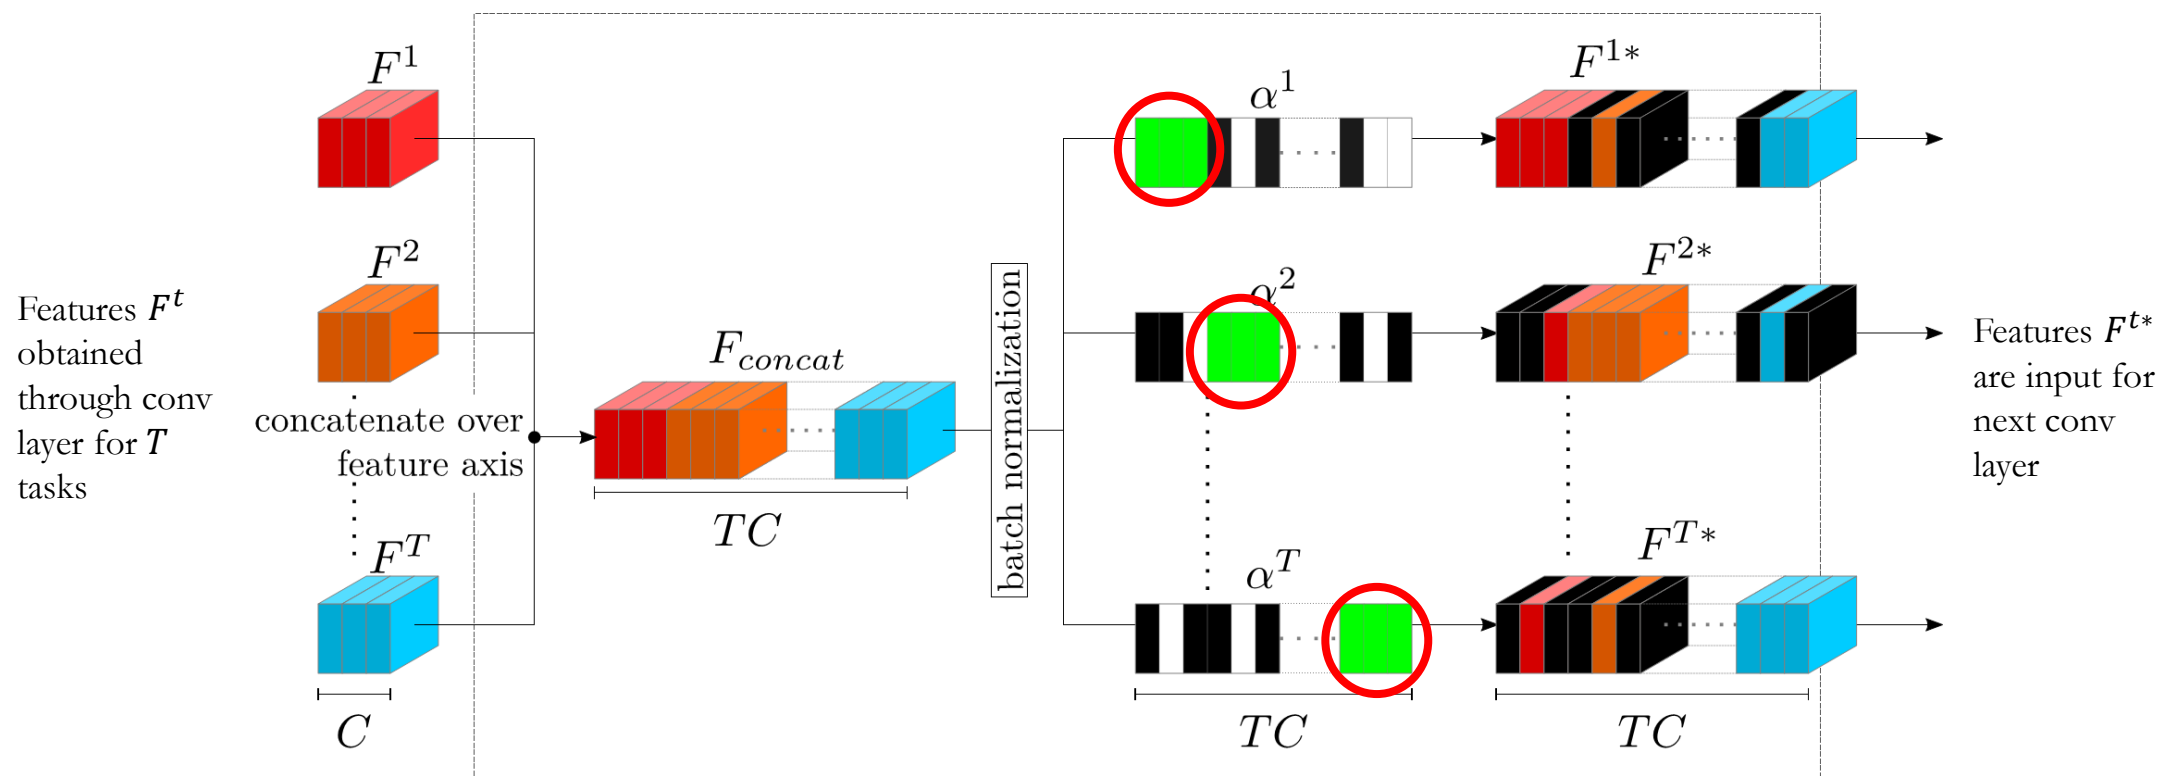 Features F^t
obtained
through conv
layer for T
tasks
F^1
F^2
F^T
C
concatenate over
feature axis
F_concat
TC
batch normalization
α^1
α^2
α^T
TC
F^1*
F^2*
F^T*
TC
Features F^t*
are input for
next conv
layer